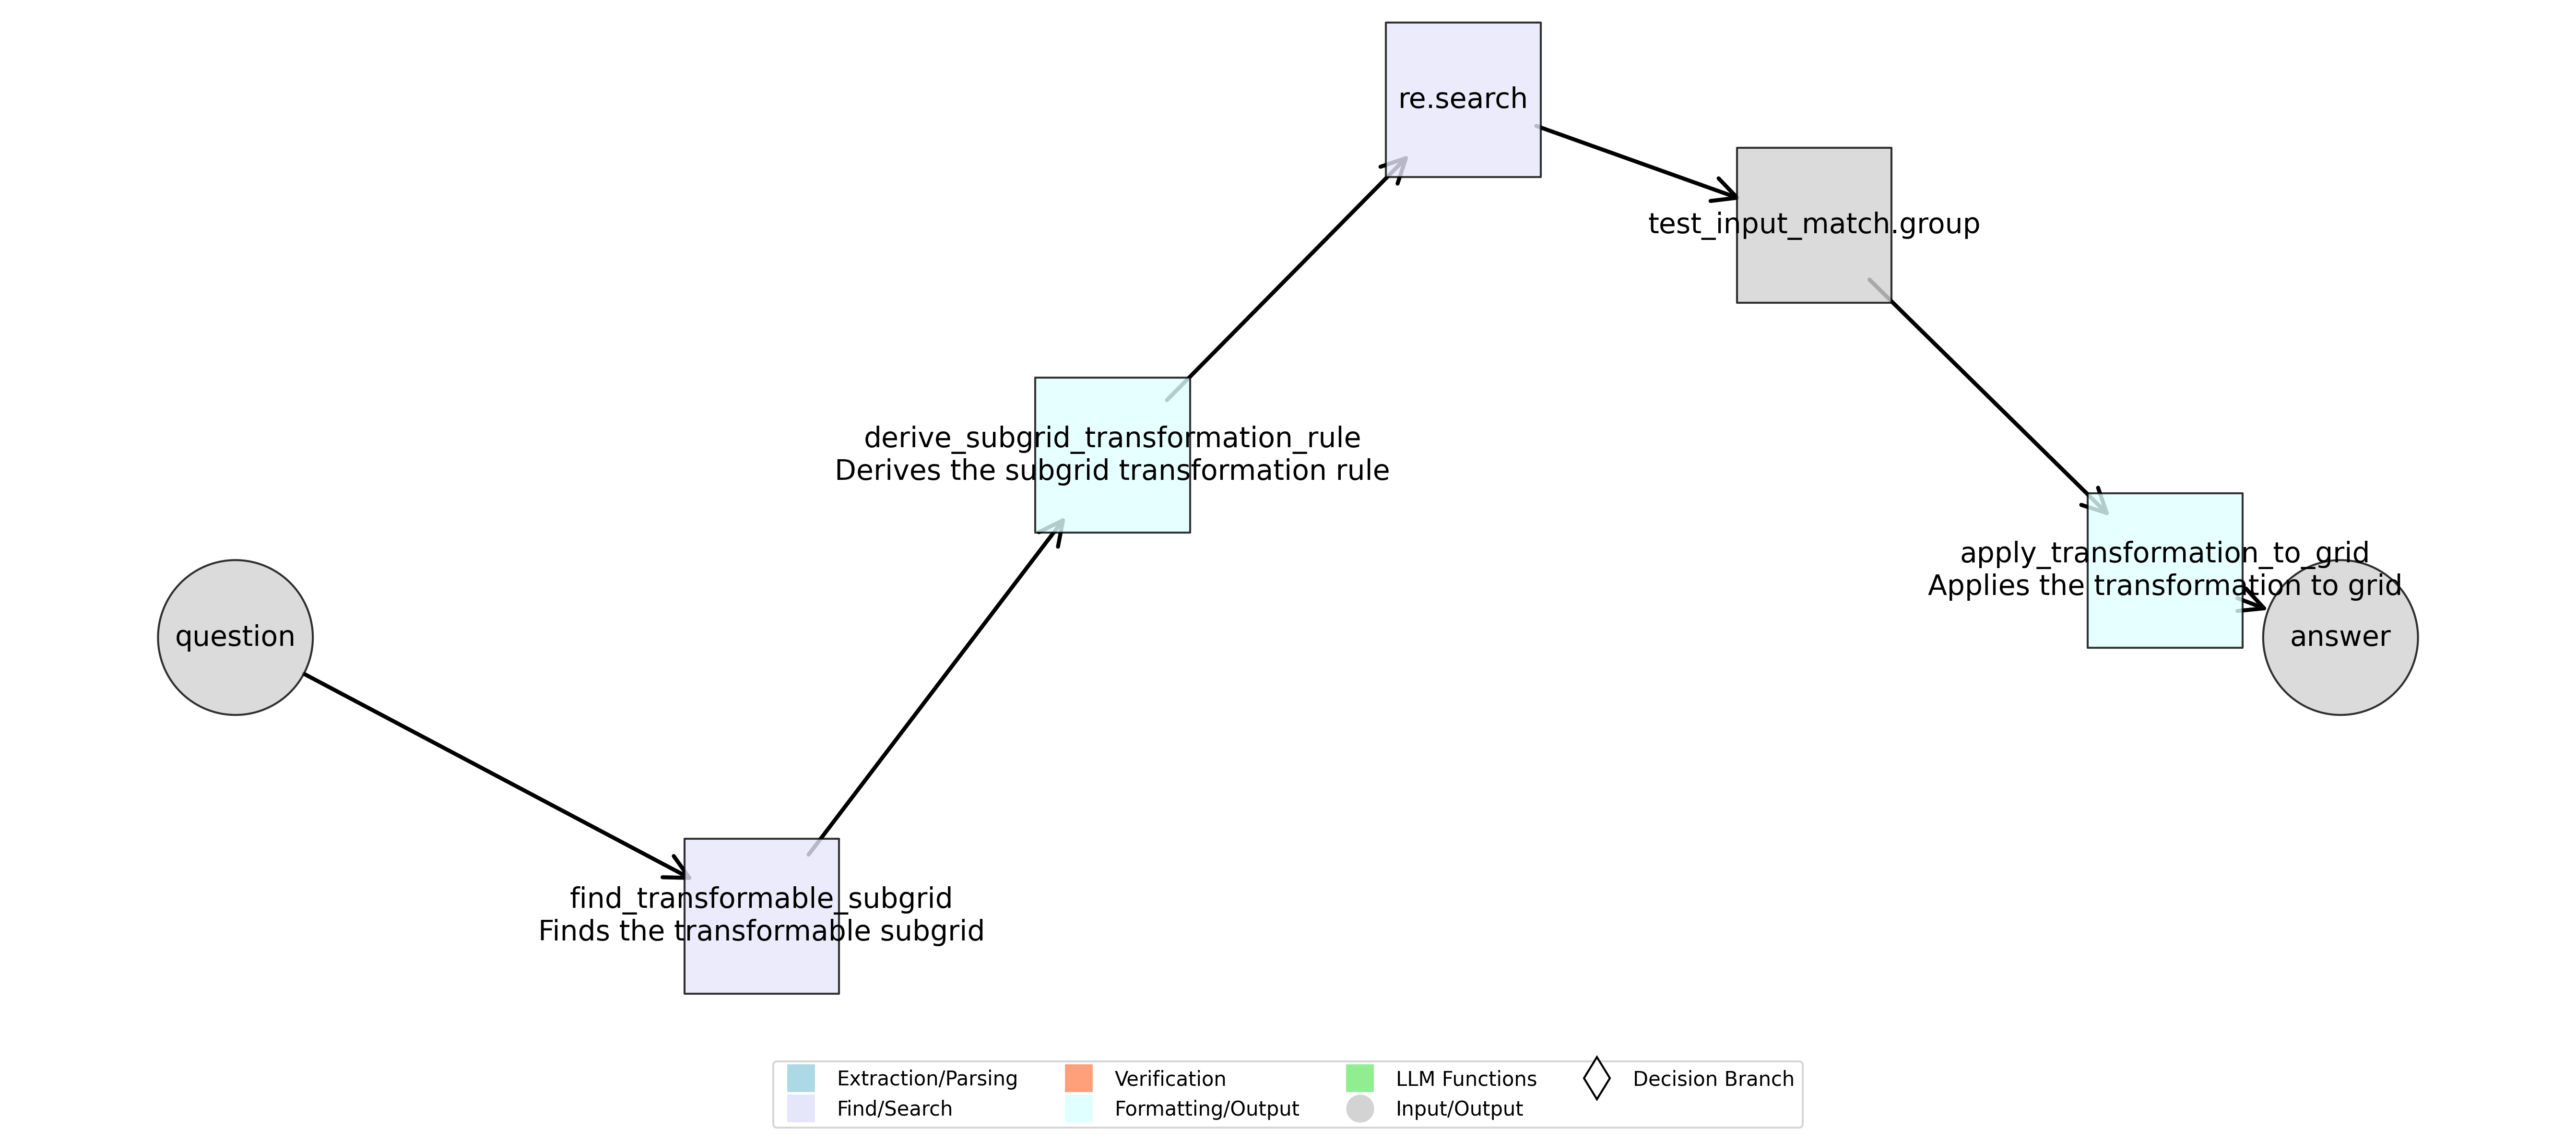 re.search
test_input_match.group
derive_subgrid_transformation_rule
Derives the subgrid transformation rule
apply_transformation_to_grid
Applies the transformation to grid
question
answer
find_transformable_subgrid
Finds the transformable subgrid
Extraction/Parsing
Find/Search
Verification
Formatting/Output
LLM Functions
Input/Output
Decision Branch